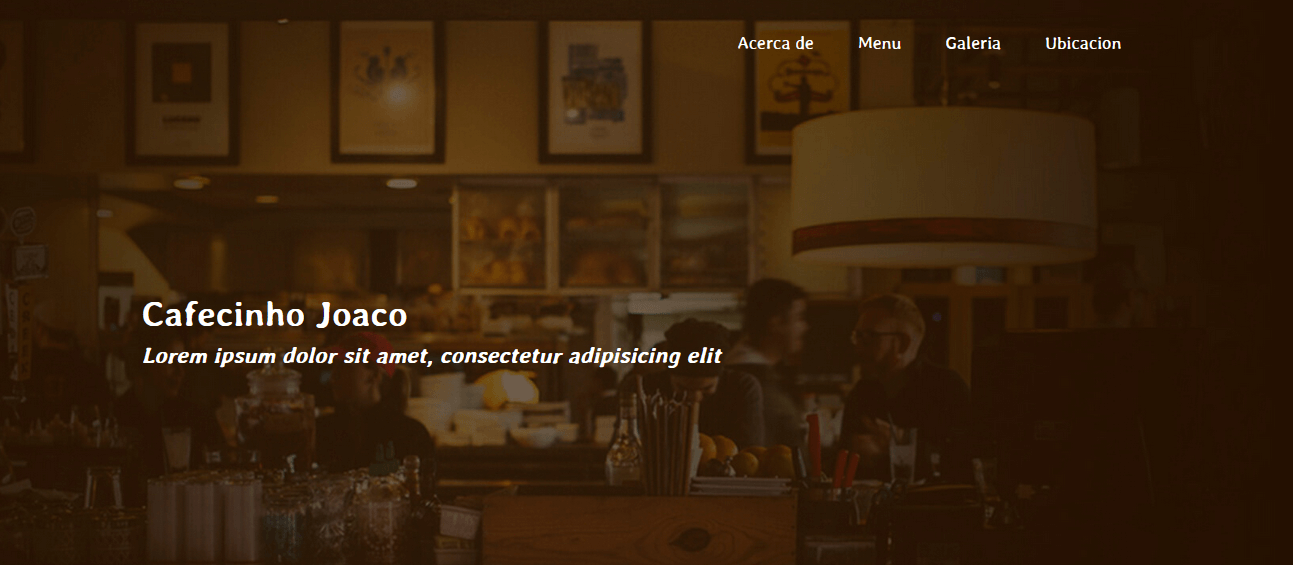 Acerca de Menu Galeria Ubicacion
Cafecinho Joaco
Lorem ipsum dolor sit amet, consectetur adipisicing elit